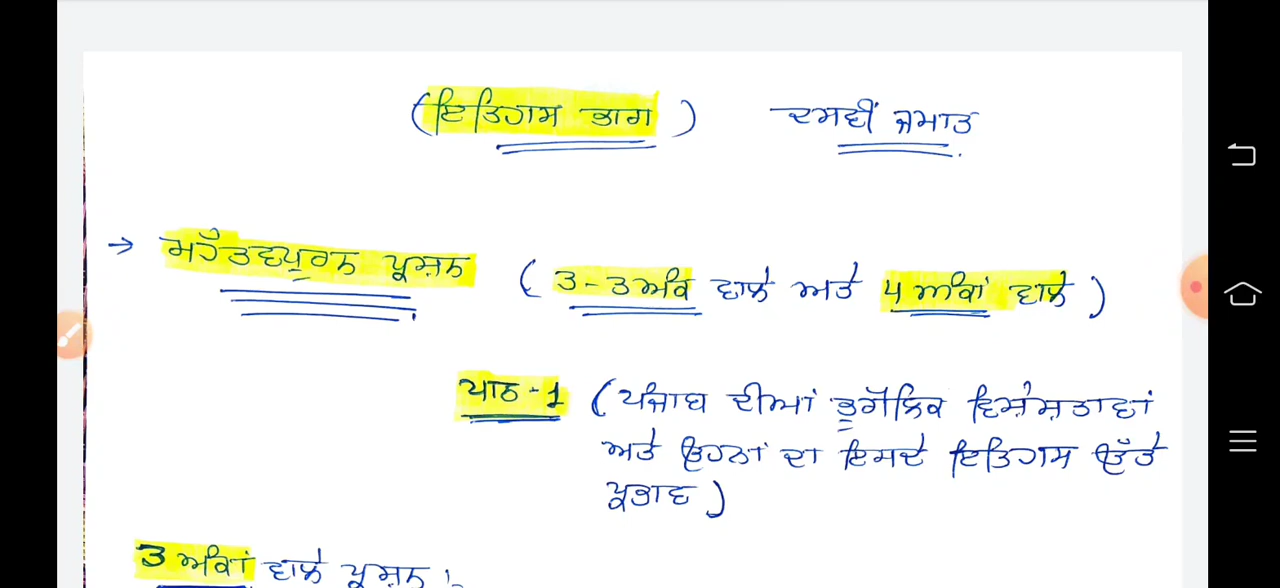 (ਇਤਿਹਾਸ ਭਾਗ) ਦਸਵੀਂ ਜਮਾਤ
→ ਮਹੱਤਵਪੂਰਨ ਪ੍ਰਸ਼ਨ (3-3 ਅੰਕ ਵਾਲੇ ਅਤੇ 4 ਅੰਕਾਂ ਵਾਲੇ)
ਪਾਠ-1 (ਪੰਜਾਬ ਦੀਆਂ ਭੂਗੋਲਿਕ ਵਿਸ਼ੇਸ਼ਤਾਵਾਂ
ਅਤੇ ਉਹਨਾਂ ਦਾ ਇਸਦੇ ਇਤਿਹਾਸ ਉੱਤੇ
ਪ੍ਰਭਾਵ)
3 ਅੰਕਾਂ ਵਾਲੇ ਪ੍ਰਸ਼ਨ :